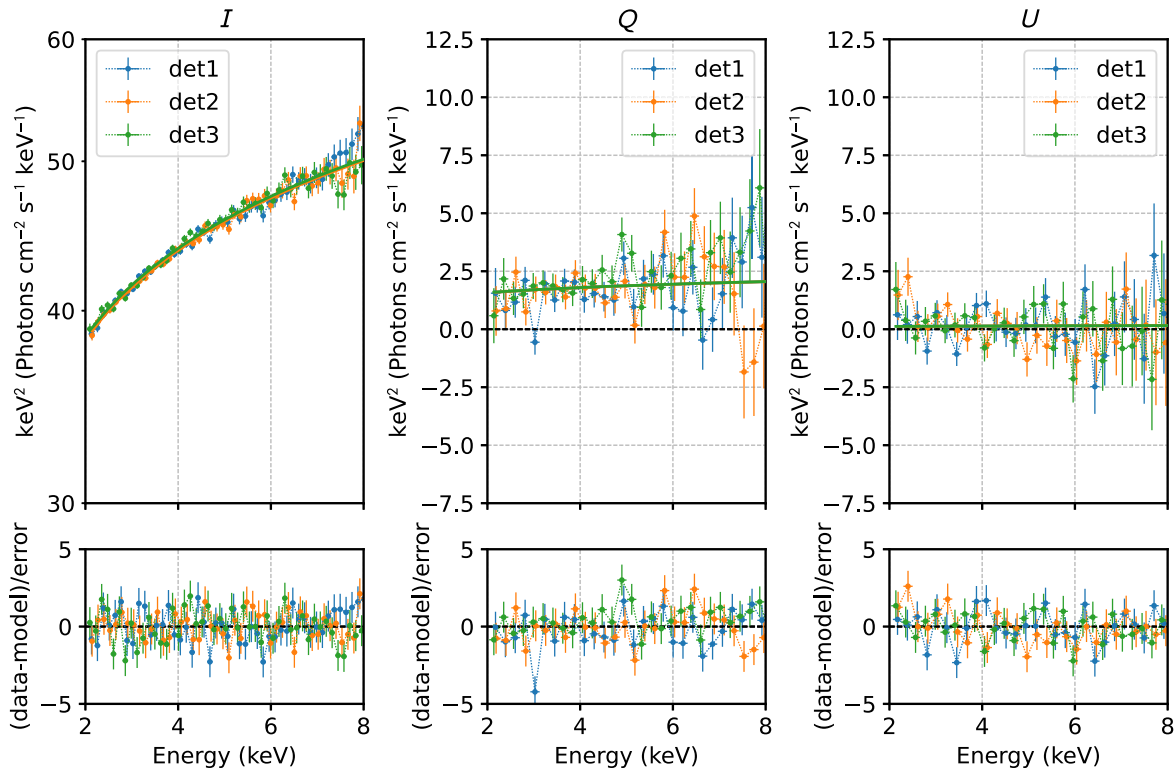 I
keV² (Photons cm⁻² s⁻¹ keV⁻¹)
60
50
40
30
det1
det2
det3
Q
keV² (Photons cm⁻² s⁻¹ keV⁻¹)
12.5
10.0
7.5
5.0
2.5
0.0
−2.5
−5.0
−7.5
det1
det2
det3
U
keV² (Photons cm⁻² s⁻¹ keV⁻¹)
12.5
10.0
7.5
5.0
2.5
0.0
−2.5
−5.0
−7.5
det1
det2
det3
(data-model)/error
5
0
−5
2
4
6
8
Energy (keV)
(data-model)/error
5
0
−5
2
4
6
8
Energy (keV)
(data-model)/error
5
0
−5
2
4
6
8
Energy (keV)